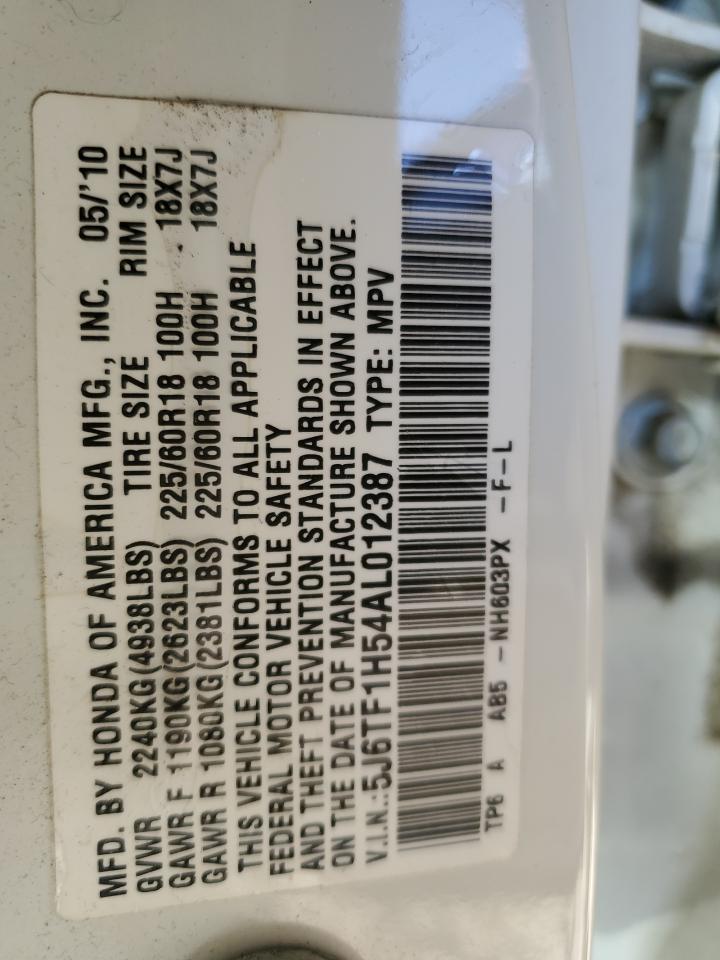 MFD. BY HONDA OF AMERICA MFG., INC. 05/'10
GVWR 2240KG (4938LBS) TIRE SIZE RIM SIZE
GAWR F 1190KG (2623LBS) 225/60R18 100H - 18X7J
GAWR R 1080KG (2381LBS) 225/60R18 100H 18X7J
THIS VEHICLE CONFORMS TO ALL APPLICABLE
FEDERAL MOTOR VEHICLE SAFETY
AND THEFT PREVENTION STANDARDS IN EFFECT
ON THE DATE OF MANUFACTURE SHOWN ABOVE.
V.I.N.:5J6TF1H54AL012387 TYPE: MPV
TP6 A AB5 -NH603PX -F-L